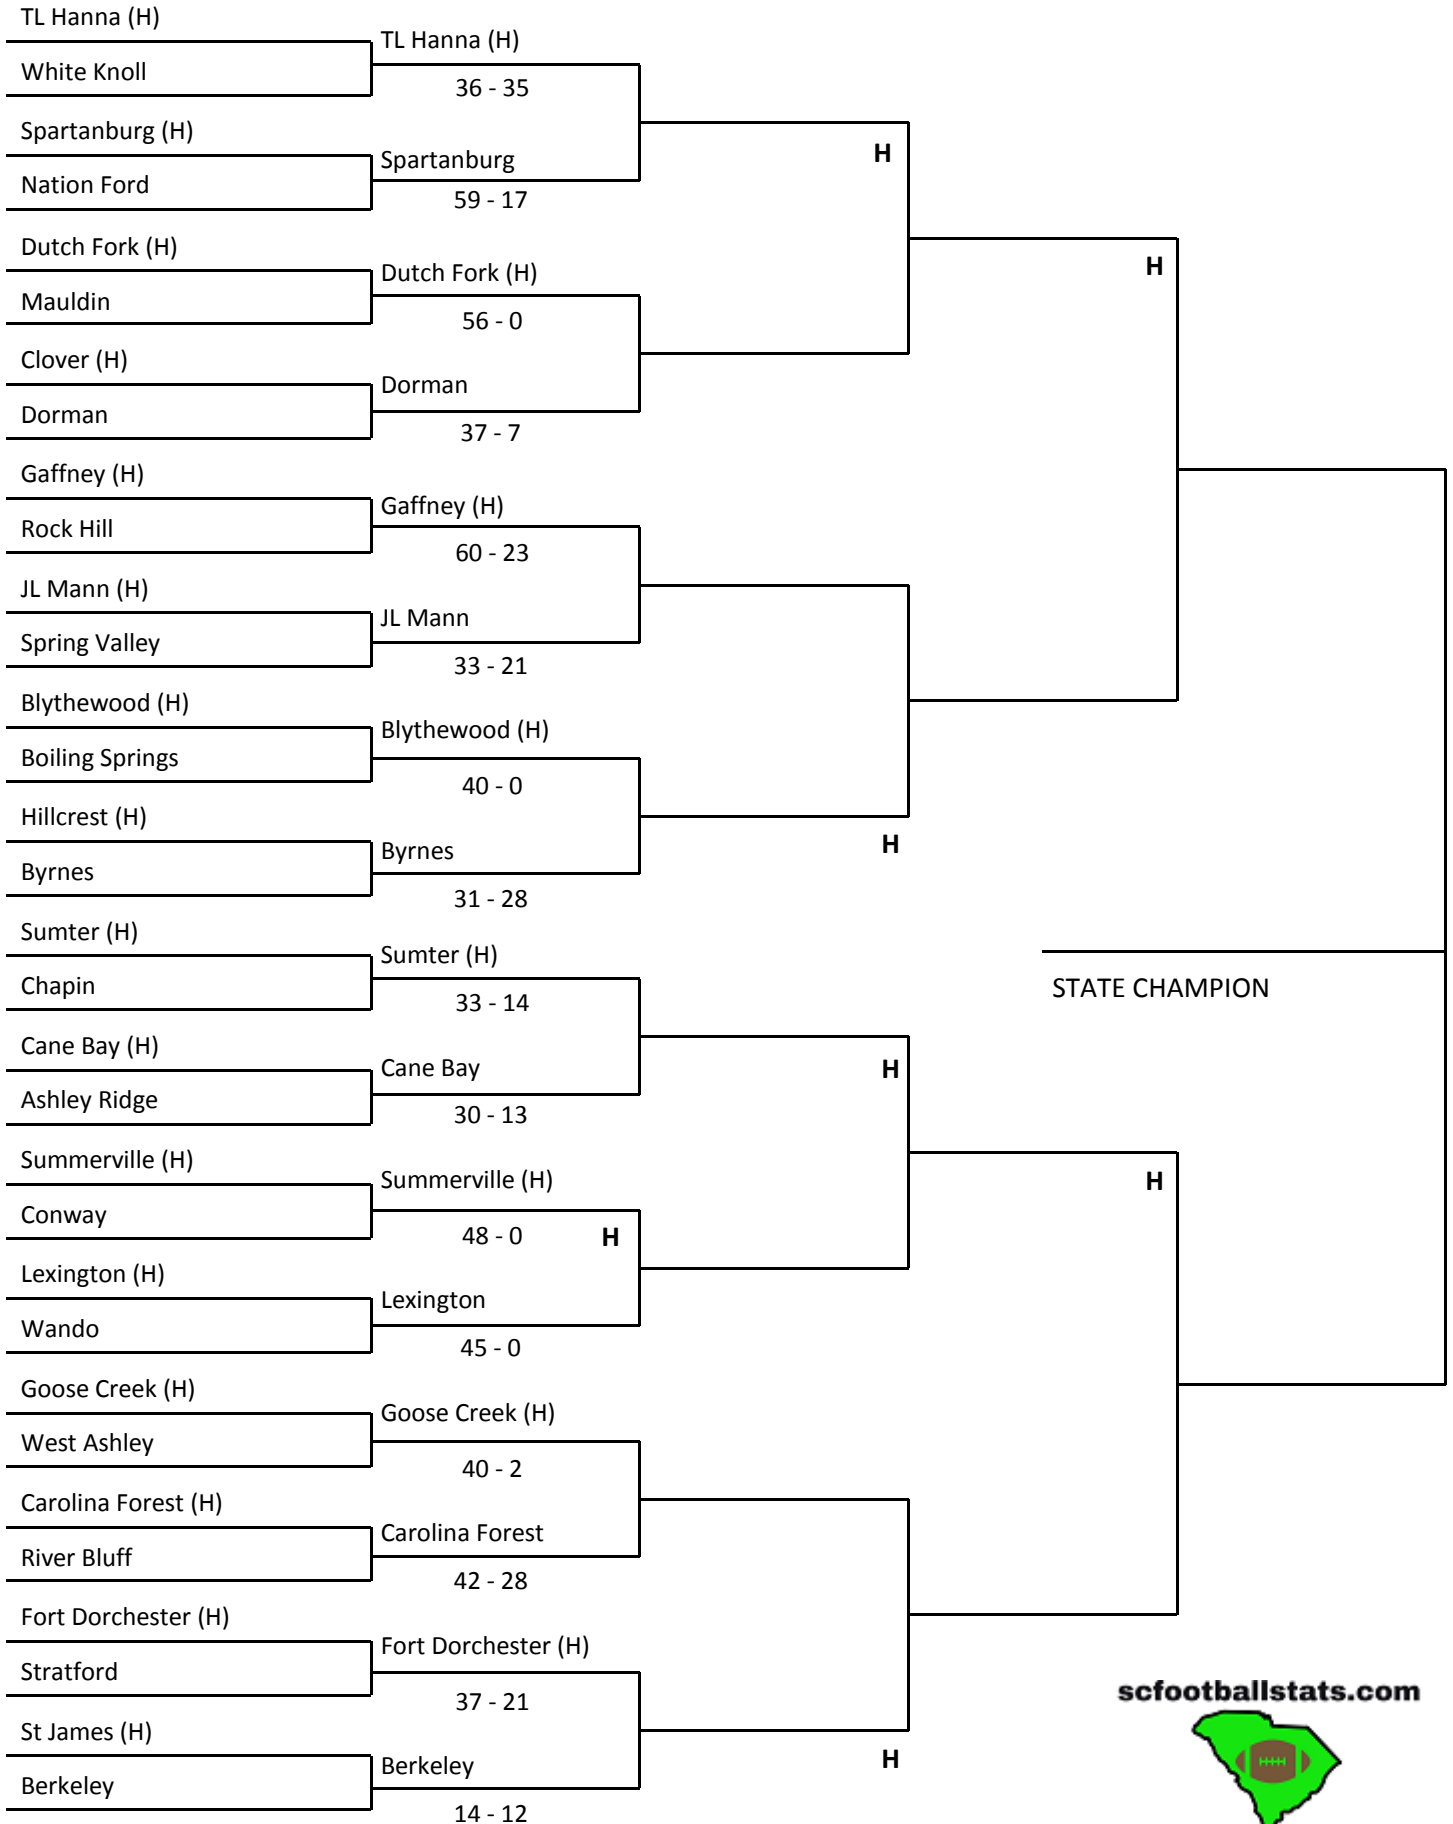 TL Hanna (H)
White Knoll
Spartanburg (H)
Nation Ford
Dutch Fork (H)
Mauldin
Clover (H)
Dorman
Gaffney (H)
Rock Hill
JL Mann (H)
Spring Valley
Blythewood (H)
Boiling Springs
Hillcrest (H)
Byrnes
Sumter (H)
Chapin
Cane Bay (H)
Ashley Ridge
Summerville (H)
Conway
Lexington (H)
Wando
Goose Creek (H)
West Ashley
Carolina Forest (H)
River Bluff
Fort Dorchester (H)
Stratford
St James (H)
Berkeley
TL Hanna (H)
36 - 35
Spartanburg
59 - 17
Dutch Fork (H)
56 - 0
Dorman
37 - 7
Gaffney (H)
60 - 23
JL Mann
33 - 21
Blythewood (H)
40 - 0
Byrnes
31 - 28
Sumter (H)
33 - 14
Cane Bay
30 - 13
Summerville (H)
48 - 0 H
Lexington
45 - 0
Goose Creek (H)
40 - 2
Carolina Forest
42 - 28
Fort Dorchester (H)
37 - 21
Berkeley
14 - 12
H
H
H
H
H
H
STATE CHAMPION
scfootballstats.com